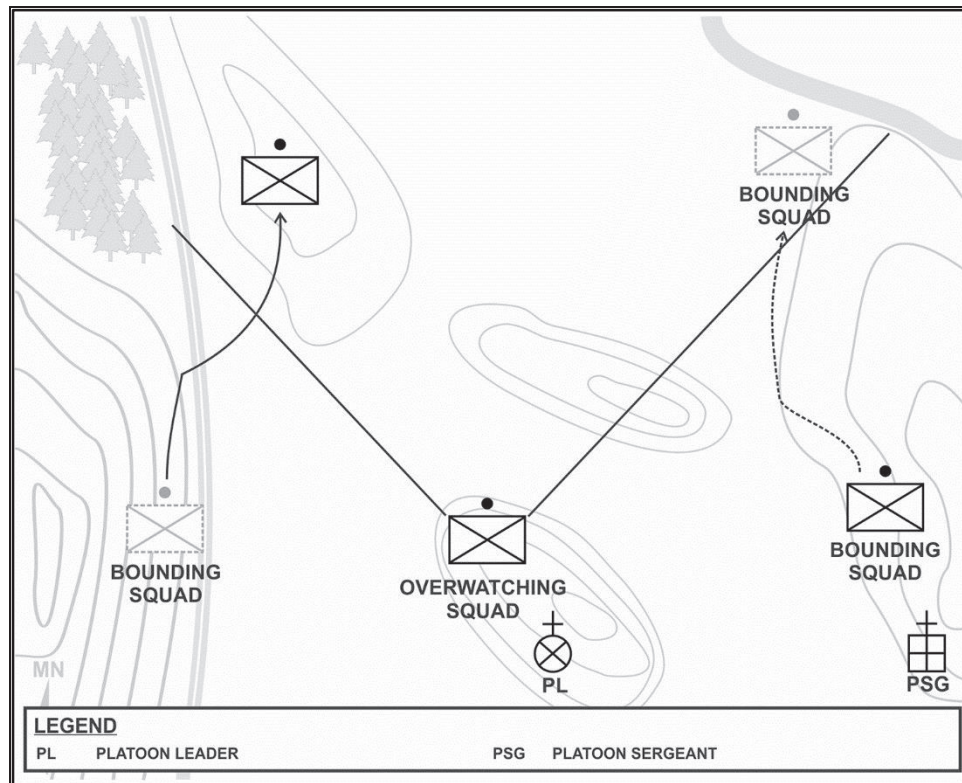 BOUNDING
SQUAD
BOUNDING
SQUAD
OVERWATCHING
SQUAD
BOUNDING
SQUAD
PL
PSG
MN
LEGEND
PL PLATOON LEADER PSG PLATOON SERGEANT